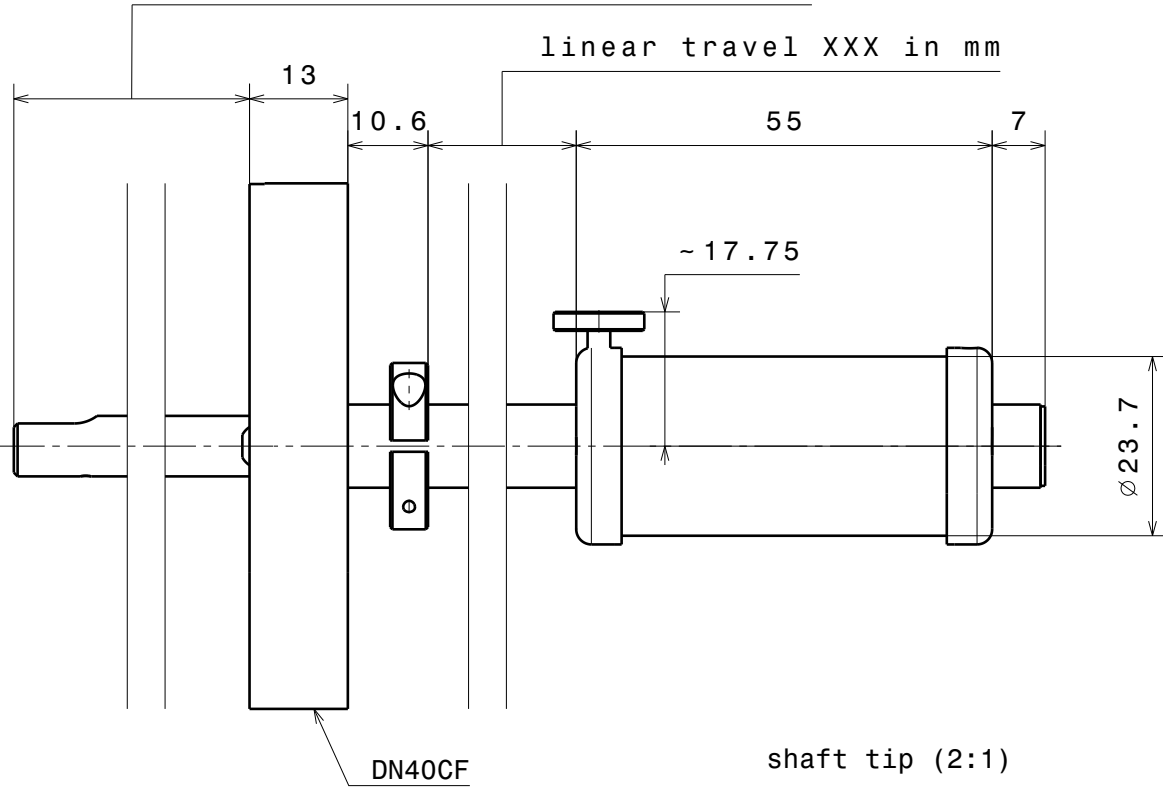 linear travel XXX in mm
13
10.6
55
7
~17.75
⌀23.7
DN40CF
shaft tip (2:1)